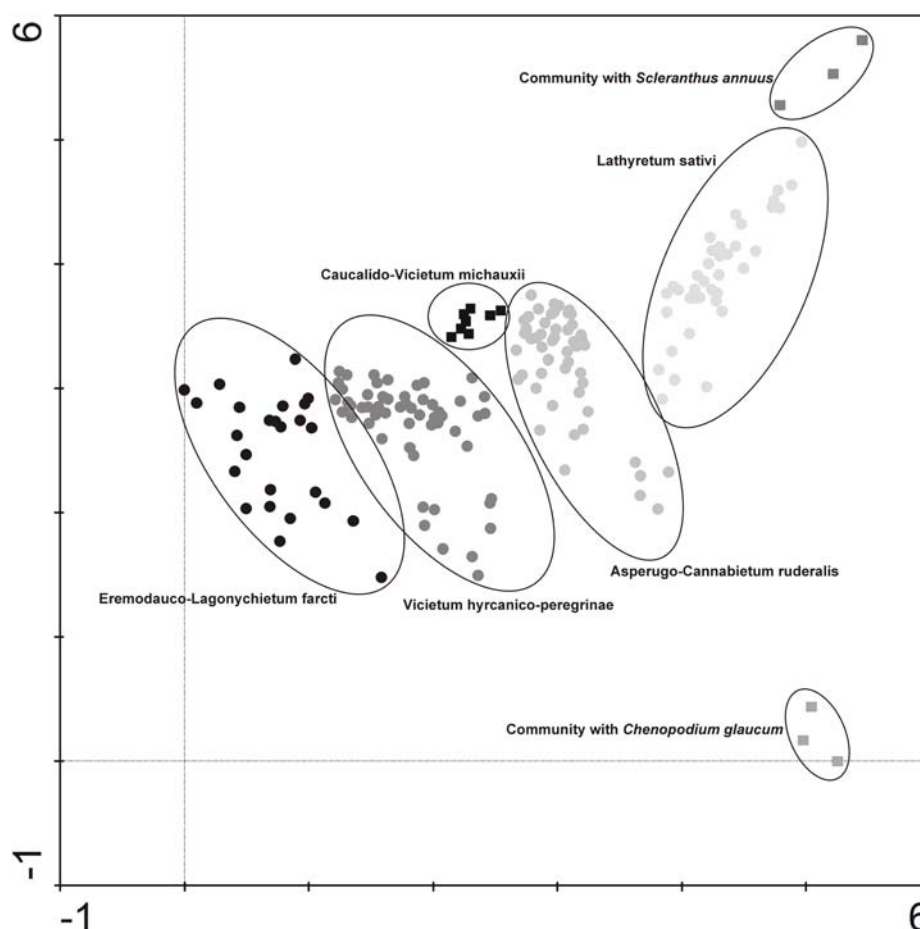 6
Community with Scleranthus annuus
Lathyretum sativi
Caucalido-Vicietum michauxii
Asperugo-Cannabietum ruderalis
Eremodauco-Lagonychietum farcti
Vicietum hyrcanico-peregrinae
Community with Chenopodium glaucum
-1
-1
6